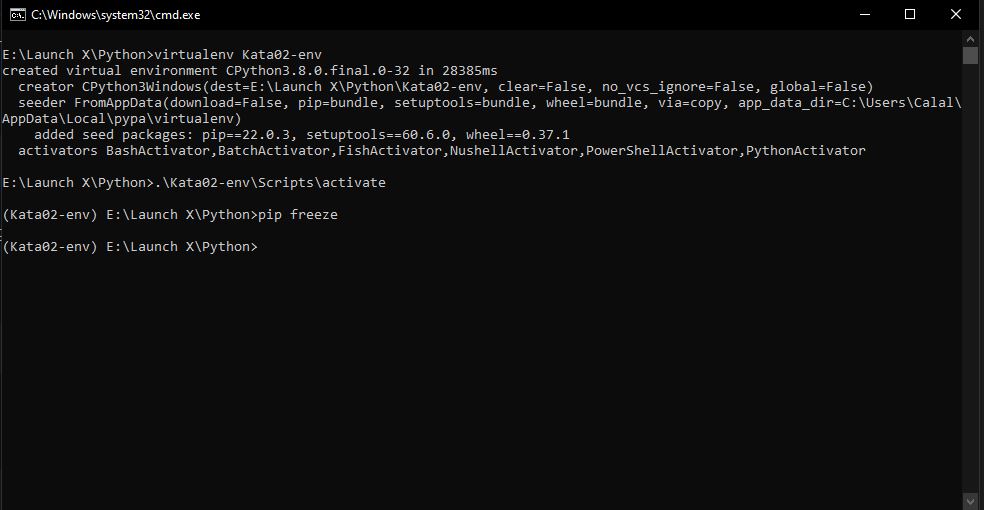 C:\Windows\system32\cmd.exe
E:\Launch X\Python>virtualenv Kata02-env
created virtual environment CPython3.8.0.final.0-32 in 28385ms
  creator CPython3Windows(dest=E:\Launch X\Python\Kata02-env, clear=False, no_vcs_ignore=False, global=False)
  seeder FromAppData(download=False, pip=bundle, setuptools=bundle, wheel=bundle, via=copy, app_data_dir=C:\Users\Calal\
AppData\Local\pypa\virtualenv)
    added seed packages: pip==22.0.3, setuptools==60.6.0, wheel==0.37.1
  activators BashActivator,BatchActivator,FishActivator,NushellActivator,PowerShellActivator,PythonActivator
E:\Launch X\Python>.\Kata02-env\Scripts\activate
(Kata02-env) E:\Launch X\Python>pip freeze
(Kata02-env) E:\Launch X\Python>